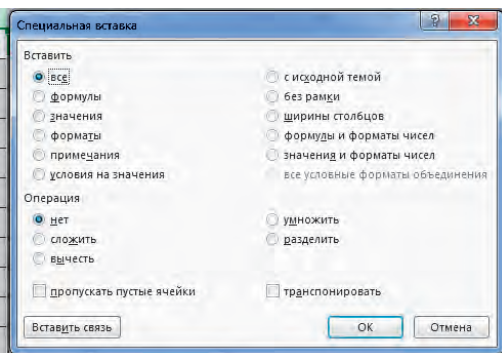 Специальная вставка
Вставить
все
с исходной темой
формулы
без рамки
значения
ширины столбцов
форматы
формулы и форматы чисел
примечания
значения и форматы чисел
условия на значения
все условные форматы объединения
Операция
нет
умножить
сложить
разделить
вычесть
пропускать пустые ячейки
транспонировать
Вставить связь
ОК
Отмена